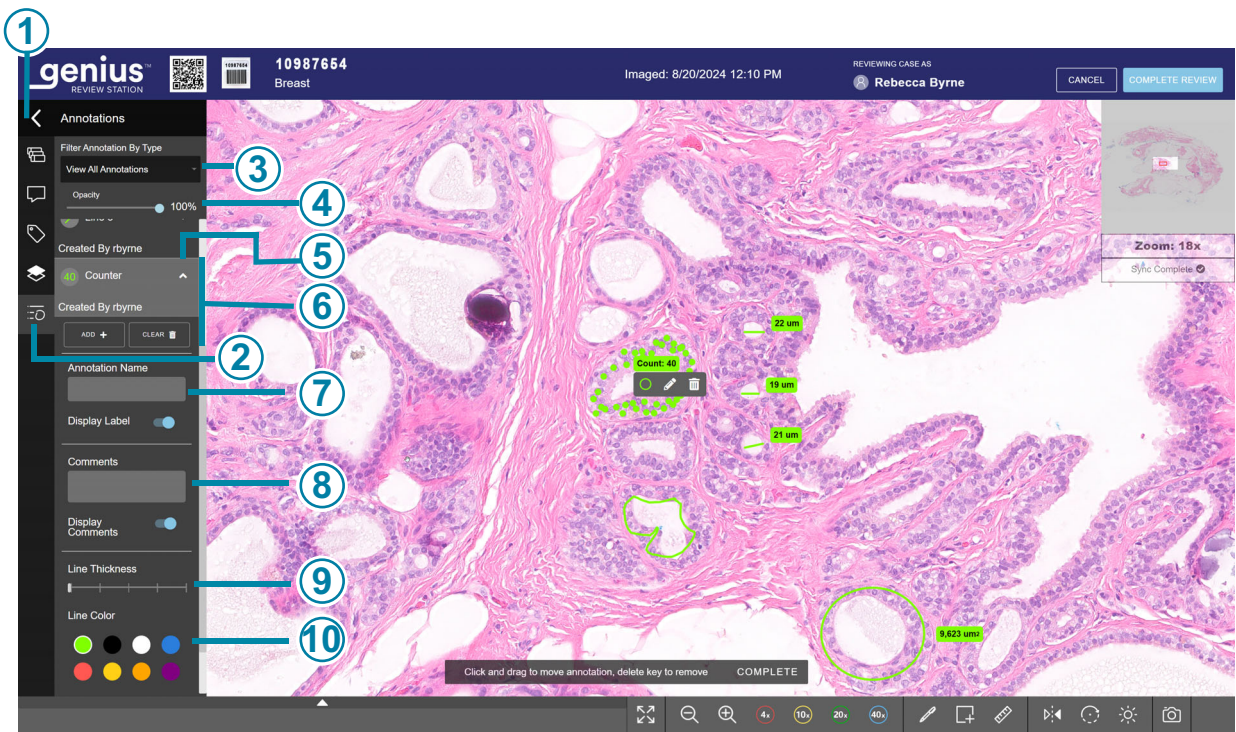 1
genius™
REVIEW STATION
10987654
10987654
Breast
Imaged: 8/20/2024 12:10 PM
REVIEWING CASE AS
Rebecca Byrne
CANCEL
COMPLETE REVIEW
Annotations
Filter Annotation By Type
View All Annotations
3
Opacity
100%
4
Created By rbyrne
5
40 Counter
6
Created By rbyrne
ADD +
CLEAR
2
Annotation Name
7
Display Label
Comments
8
Display
Comments
Line Thickness
9
Line Color
10
Zoom: 18x
Sync Complete
22 um
Count: 40
19 um
21 um
9,623 um²
Click and drag to move annotation, delete key to remove
COMPLETE
4x
10x
20x
40x